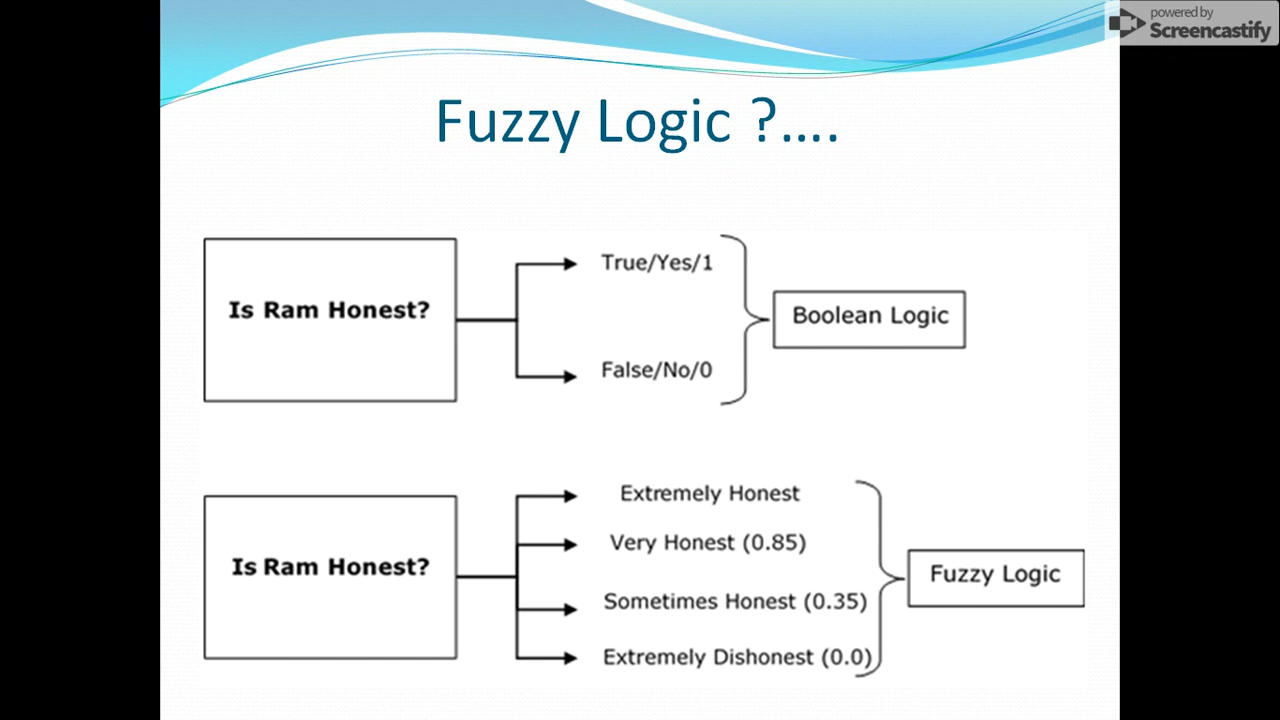 powered by
Screencastify
Fuzzy Logic ?....
Is Ram Honest?
True/Yes/1
False/No/0
Boolean Logic
Is Ram Honest?
Extremely Honest
Very Honest (0.85)
Sometimes Honest (0.35)
Extremely Dishonest (0.0)
Fuzzy Logic